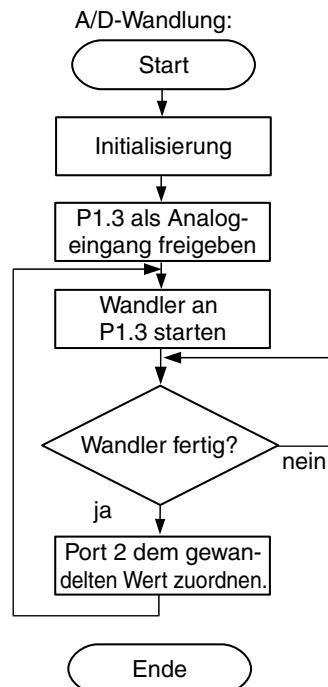 A/D-Wandlung:
Start
Initialisierung
P1.3 als Analog-
eingang freigeben
Wandler an
P1.3 starten
Wandler fertig?
nein
ja
Port 2 dem gewan-
delten Wert zuordnen.
Ende